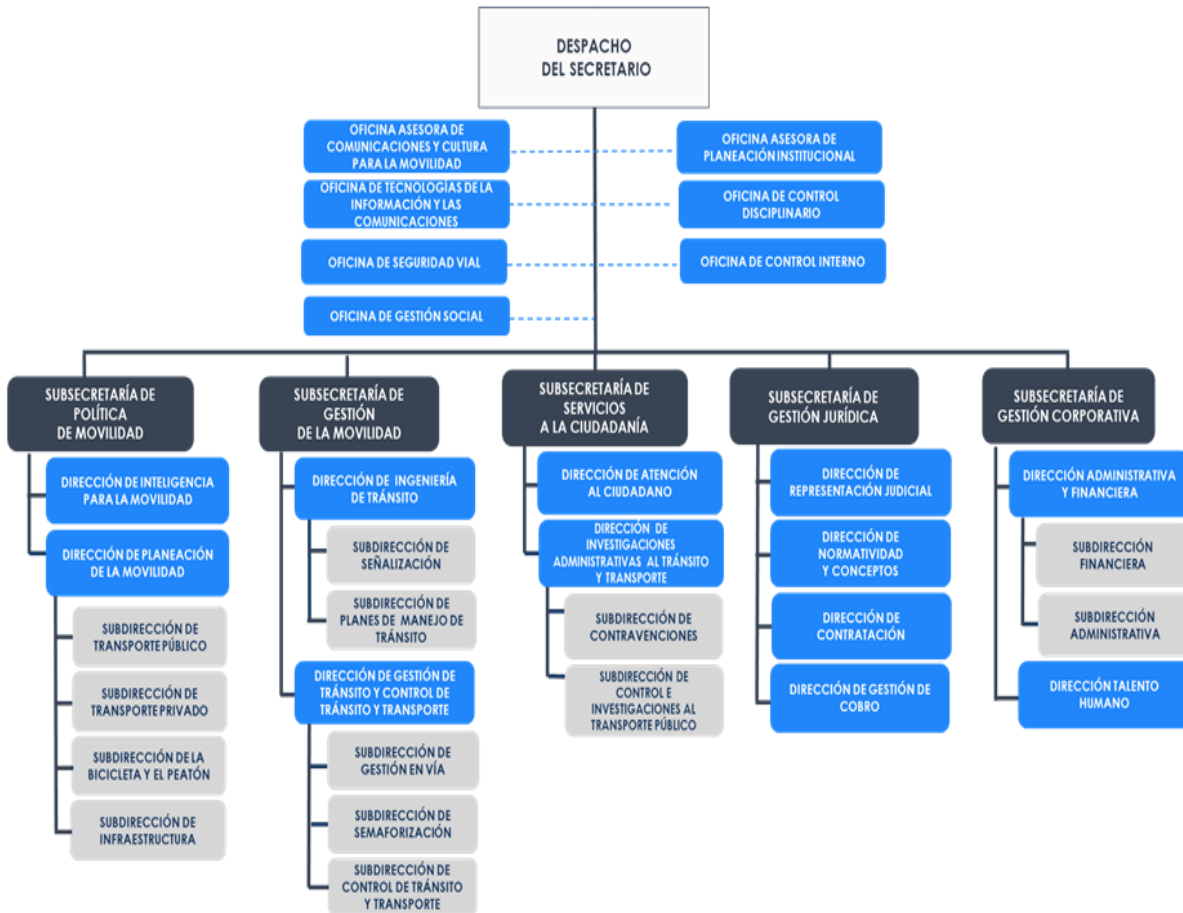 DESPACHO
DEL SECRETARIO
OFICINA ASESORA DE
COMUNICACIONES Y CULTURA
PARA LA MOVILIDAD
OFICINA ASESORA DE
PLANEACIÓN INSTITUCIONAL
OFICINA DE TECNOLOGÍAS DE LA
INFORMACIÓN Y LAS
COMUNICACIONES
OFICINA DE CONTROL
DISCIPLINARIO
OFICINA DE SEGURIDAD VIAL
OFICINA DE CONTROL INTERNO
OFICINA DE GESTIÓN SOCIAL
SUBSECRETARÍA DE
POLÍTICA
DE MOVILIDAD
DIRECCIÓN DE INTELIGENCIA
PARA LA MOVILIDAD
DIRECCIÓN DE PLANEACIÓN
DE LA MOVILIDAD
SUBDIRECCIÓN DE
TRANSPORTE PÚBLICO
SUBDIRECCIÓN DE
TRANSPORTE PRIVADO
SUBDIRECCIÓN DE LA
BICICLETA Y EL PEATÓN
SUBDIRECCIÓN DE
INFRAESTRUCTURA
SUBSECRETARÍA DE
GESTIÓN
DE LA MOVILIDAD
DIRECCIÓN DE INGENIERÍA
DE TRÁNSITO
SUBDIRECCIÓN DE
SEÑALIZACIÓN
SUBDIRECCIÓN DE
PLANES DE MANEJO DE
TRÁNSITO
DIRECCIÓN DE GESTIÓN DE
TRÁNSITO Y CONTROL DE
TRÁNSITO Y TRANSPORTE
SUBDIRECCIÓN DE
GESTIÓN EN VÍA
SUBDIRECCIÓN DE
SEMAFORIZACIÓN
SUBDIRECCIÓN DE
CONTROL DE TRÁNSITO
Y TRANSPORTE
SUBSECRETARÍA DE
SERVICIOS
A LA CIUDADANÍA
DIRECCIÓN DE ATENCIÓN
AL CIUDADANO
DIRECCIÓN DE
INVESTIGACIONES
ADMINISTRATIVAS AL TRÁNSITO
Y TRANSPORTE
SUBDIRECCIÓN DE
CONTRAVENCIONES
SUBDIRECCIÓN DE
CONTROL E
INVESTIGACIONES AL
TRANSPORTE PÚBLICO
SUBSECRETARÍA DE
GESTIÓN JURÍDICA
DIRECCIÓN DE
REPRESENTACIÓN JUDICIAL
DIRECCIÓN DE
NORMATIVIDAD
Y CONCEPTOS
DIRECCIÓN DE
CONTRATACIÓN
DIRECCIÓN DE GESTIÓN DE
COBRO
SUBSECRETARÍA DE
GESTIÓN CORPORATIVA
DIRECCIÓN ADMINISTRATIVA
Y FINANCIERA
SUBDIRECCIÓN
FINANCIERA
SUBDIRECCIÓN
ADMINISTRATIVA
DIRECCIÓN TALENTO
HUMANO